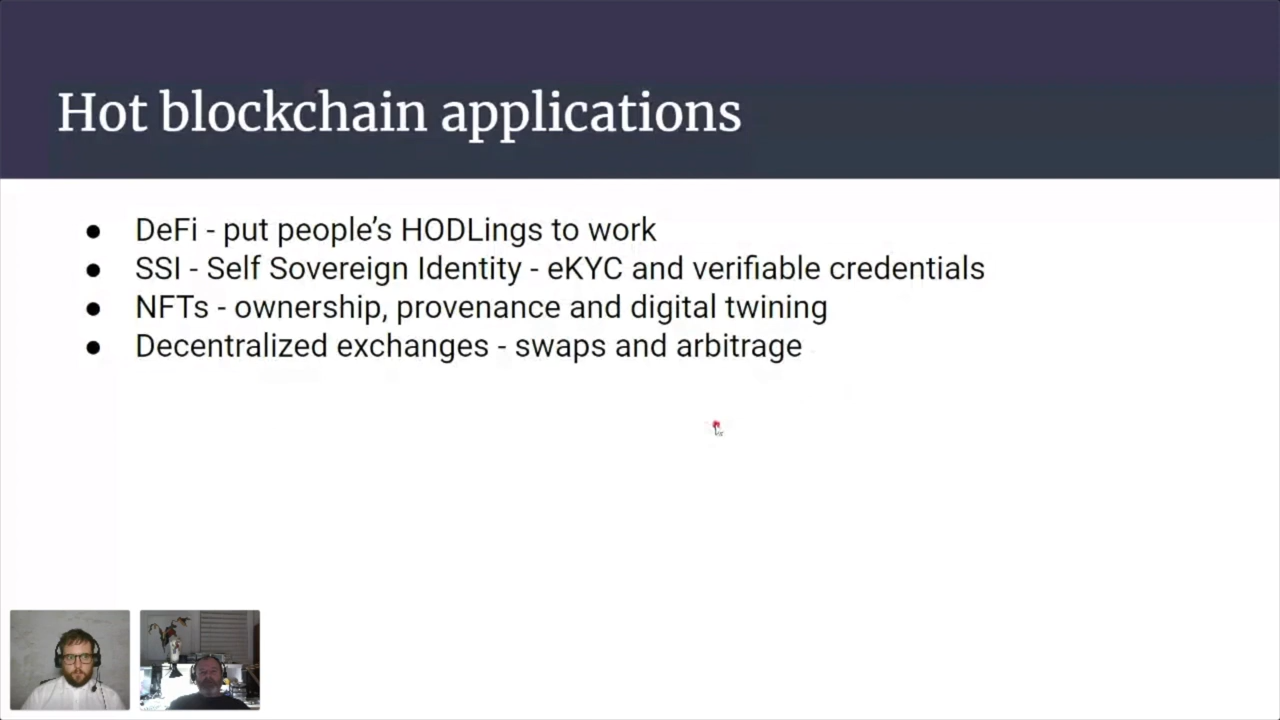 Hot blockchain applications
● DeFi - put people’s HODLings to work
● SSI - Self Sovereign Identity - eKYC and verifiable credentials
● NFTs - ownership, provenance and digital twining
● Decentralized exchanges - swaps and arbitrage